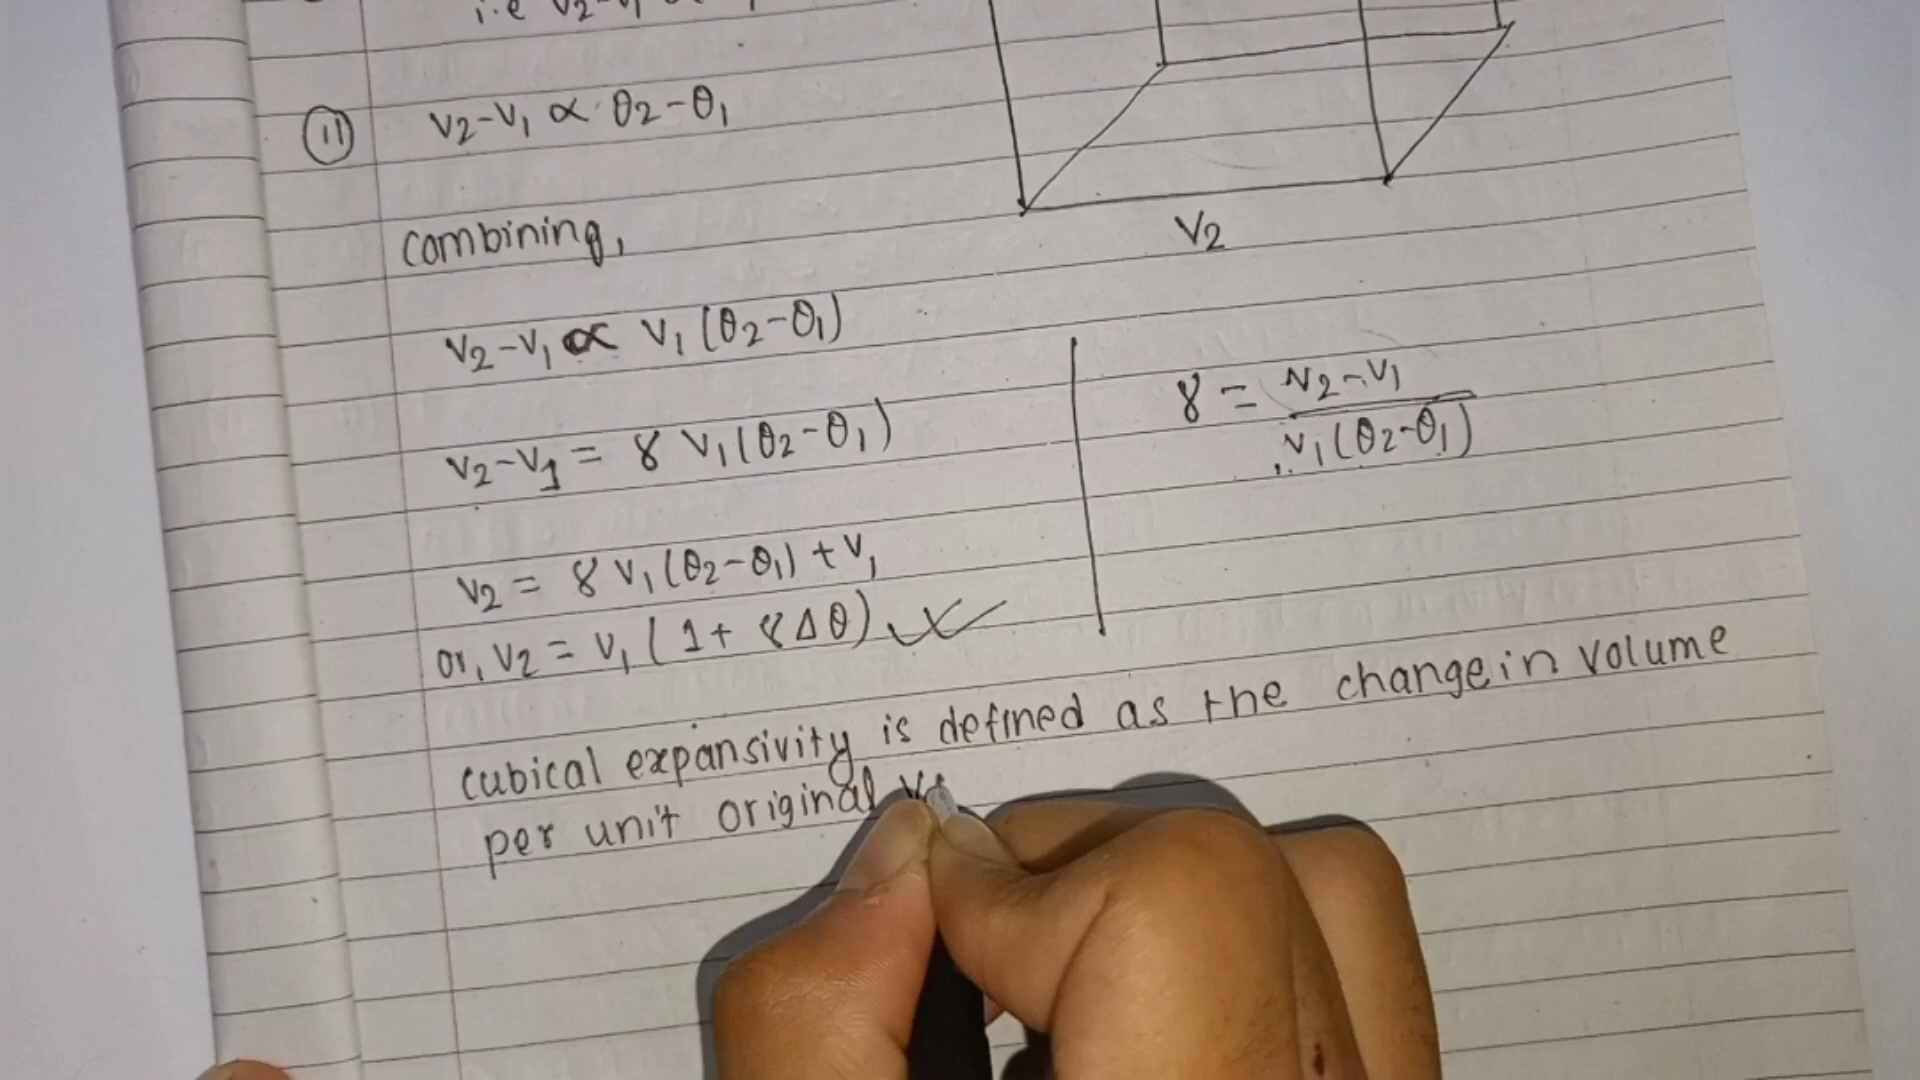 i.e V2-V1
(ii) V2-V1 ∝ θ2-θ1
V2
combining,
V2-V1 ∝ V1 (θ2-θ1)
V2-V1 = γ V1(θ2-θ1)
V2 = γ V1(θ2-θ1) + V1
or, V2 = V1 (1+ γΔθ)
γ = V2-V1
V1(θ2-θ1)
cubical expansivity is defined as the change in volume
per unit original